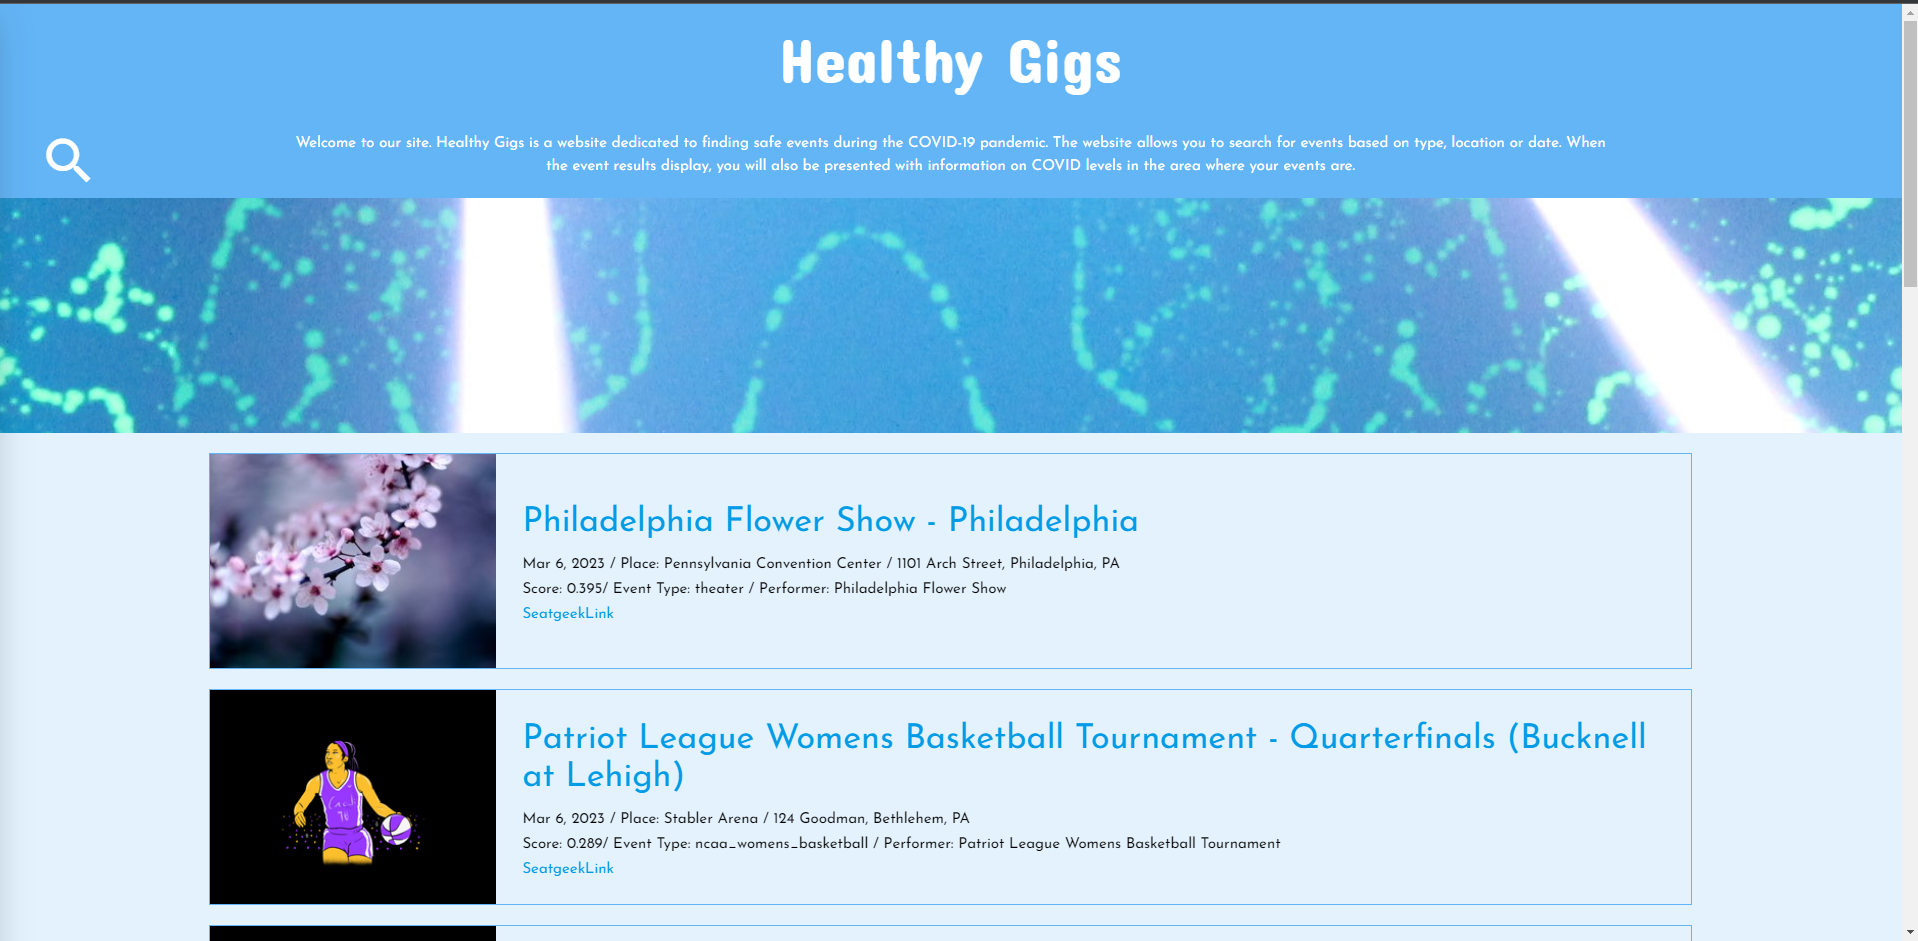 Healthy Gigs
Welcome to our site. Healthy Gigs is a website dedicated to finding safe events during the COVID-19 pandemic. The website allows you to search for events based on type, location or date. When
the event results display, you will also be presented with information on COVID levels in the area where your events are.
Philadelphia Flower Show - Philadelphia
Mar 6, 2023 / Place: Pennsylvania Convention Center / 1101 Arch Street, Philadelphia, PA
Score: 0.395/ Event Type: theater / Performer: Philadelphia Flower Show
SeatgeekLink
Patriot League Womens Basketball Tournament - Quarterfinals (Bucknell
at Lehigh)
Mar 6, 2023 / Place: Stabler Arena / 124 Goodman, Bethlehem, PA
Score: 0.289/ Event Type: ncaa_womens_basketball / Performer: Patriot League Womens Basketball Tournament
SeatgeekLink